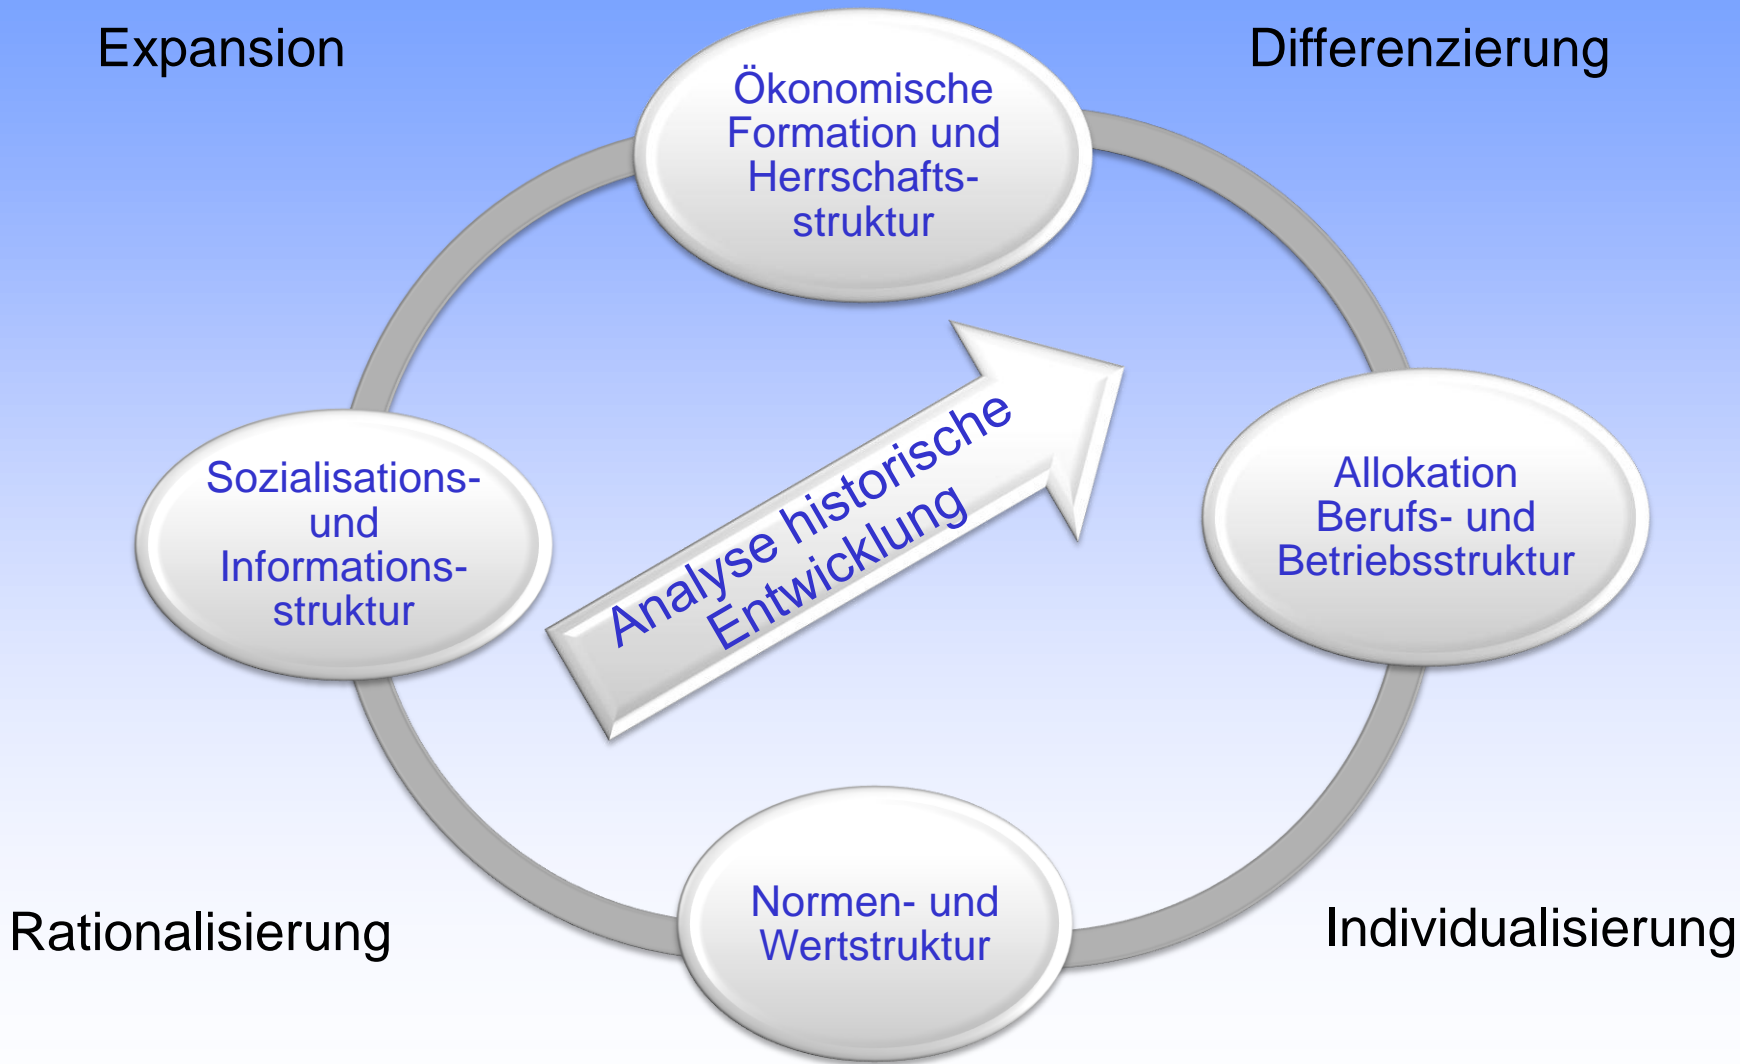 Expansion
Differenzierung
Ökonomische
Formation und
Herrschafts-
struktur
Sozialisations-
und
Informations-
struktur
Analyse historische
Entwicklung
Allokation
Berufs- und
Betriebsstruktur
Normen- und
Wertstruktur
Rationalisierung
Individualisierung